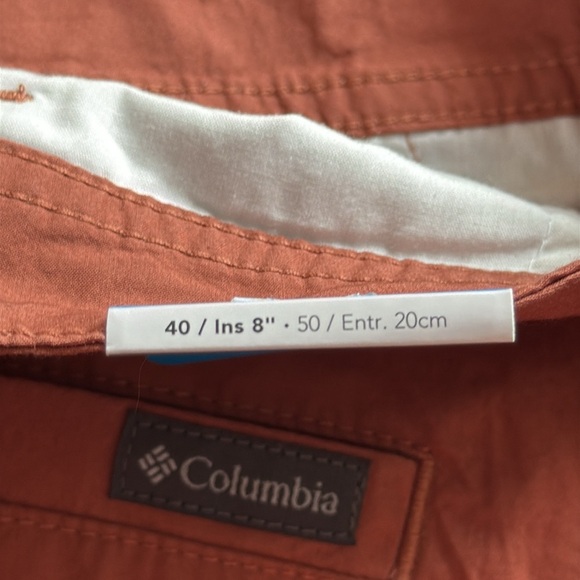 40 / Ins 8" • 50 / Entr. 20cm
Columbia